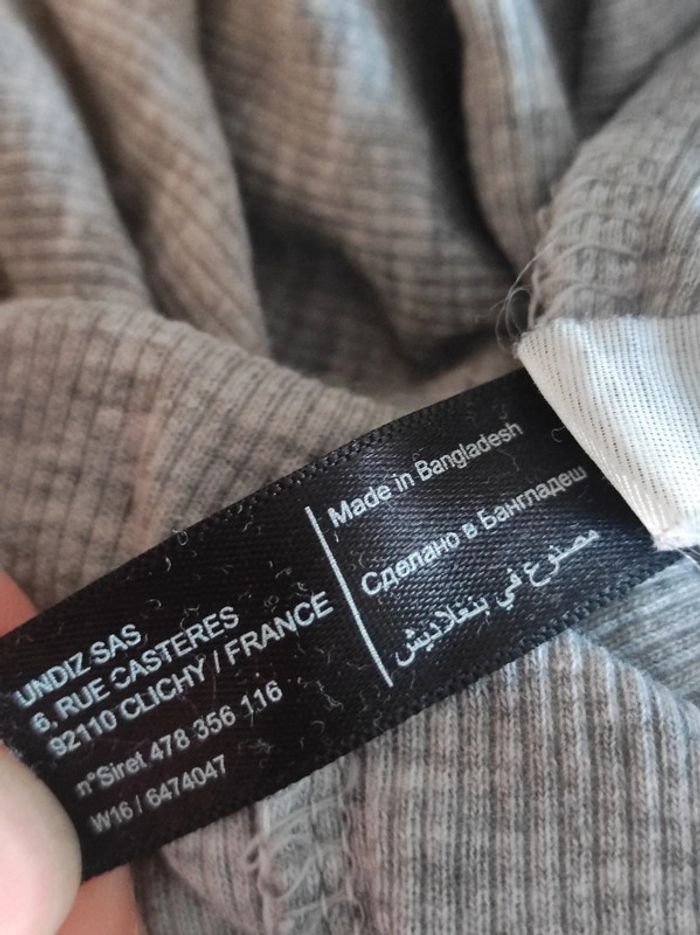 UNDIZ SAS
6, RUE CASTERES
92110 CLICHY / FRANCE
n°Siret 478 356 116
W16 / 6474047
Made in Bangladesh
Сделано в Бангладеш
مصنوع في بنغلاديش